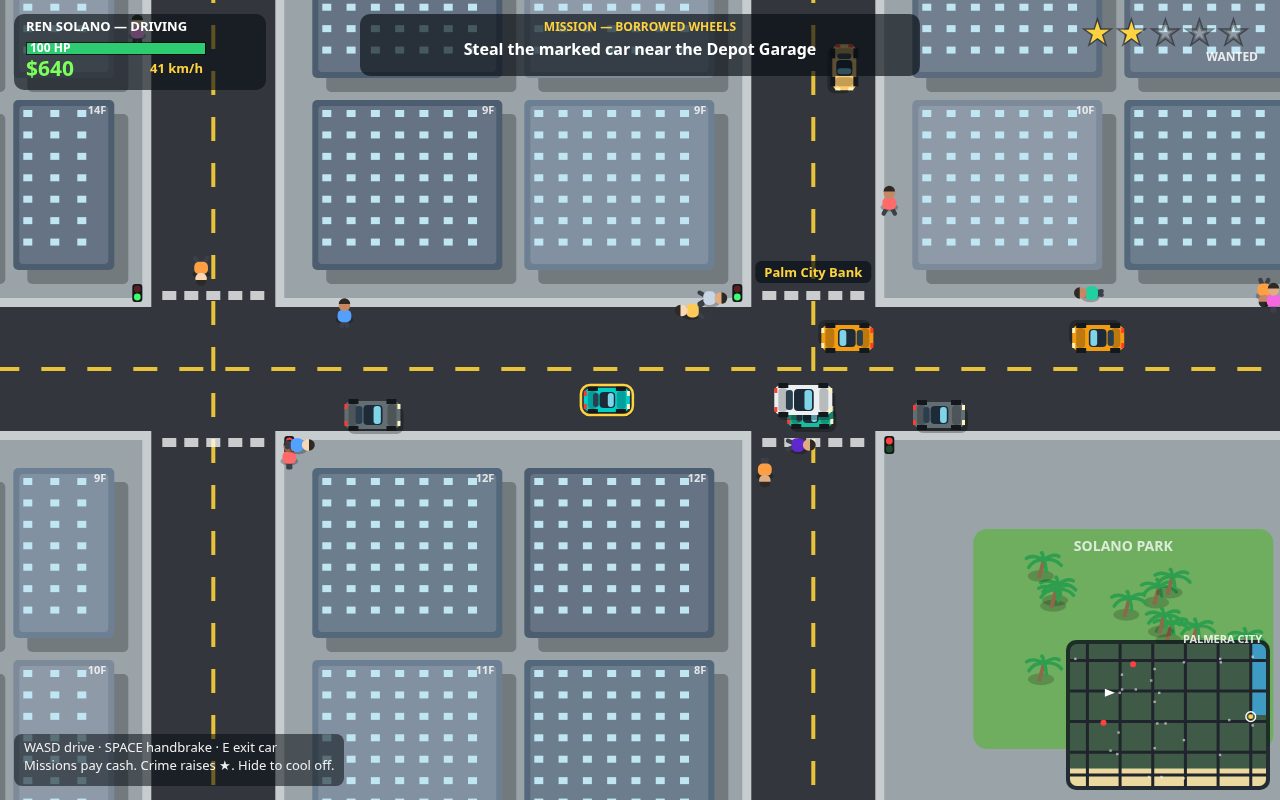 REN SOLANO — DRIVING
100 HP
$640
41 km/h
MISSION — BORROWED WHEELS
Steal the marked car near the Depot Garage
WANTED
14F
9F
9F
10F
Palm City Bank
9F
12F
12F
SOLANO PARK
10F
11F
8F
PALMERA CITY
WASD drive · SPACE handbrake · E exit car
Missions pay cash. Crime raises ★. Hide to cool off.